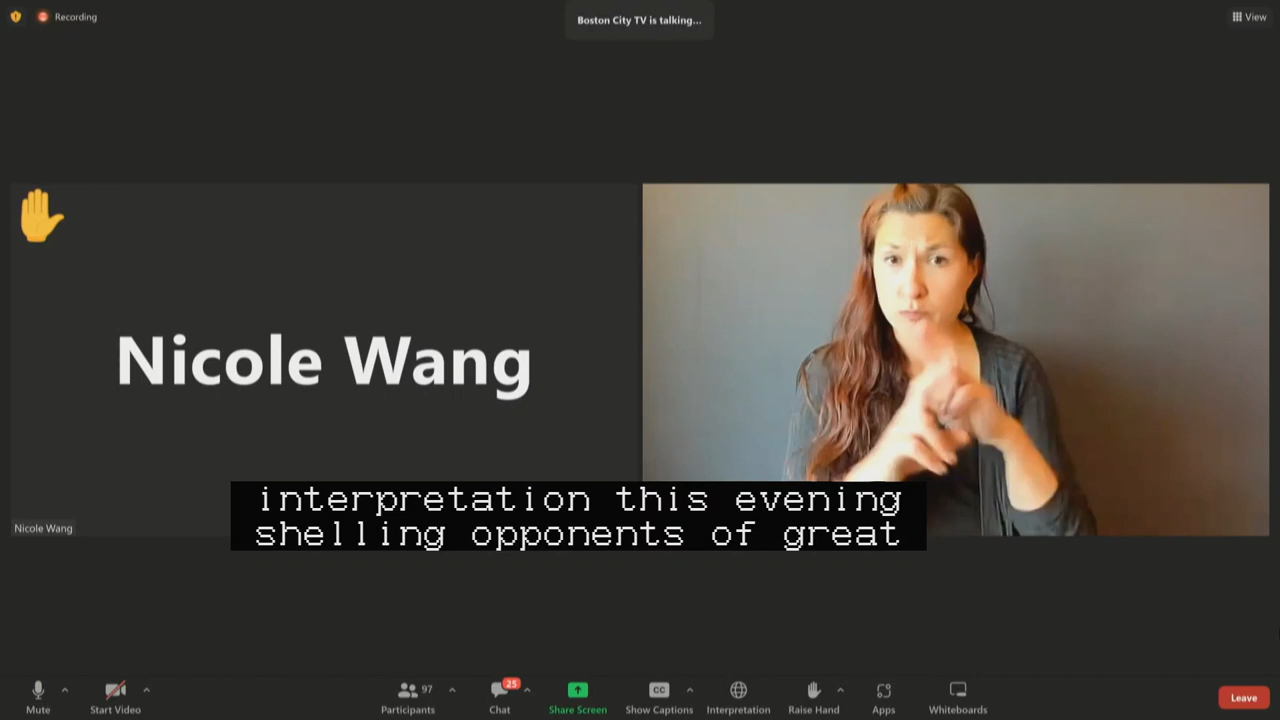 Recording
Boston City TV is talking...
View
Nicole Wang
Nicole Wang
interpretation this evening
shelling opponents of great
Mute
Start Video
97
Participants
25
Chat
Share Screen
CC
Show Captions
Interpretation
Raise Hand
Apps
Whiteboards
Leave